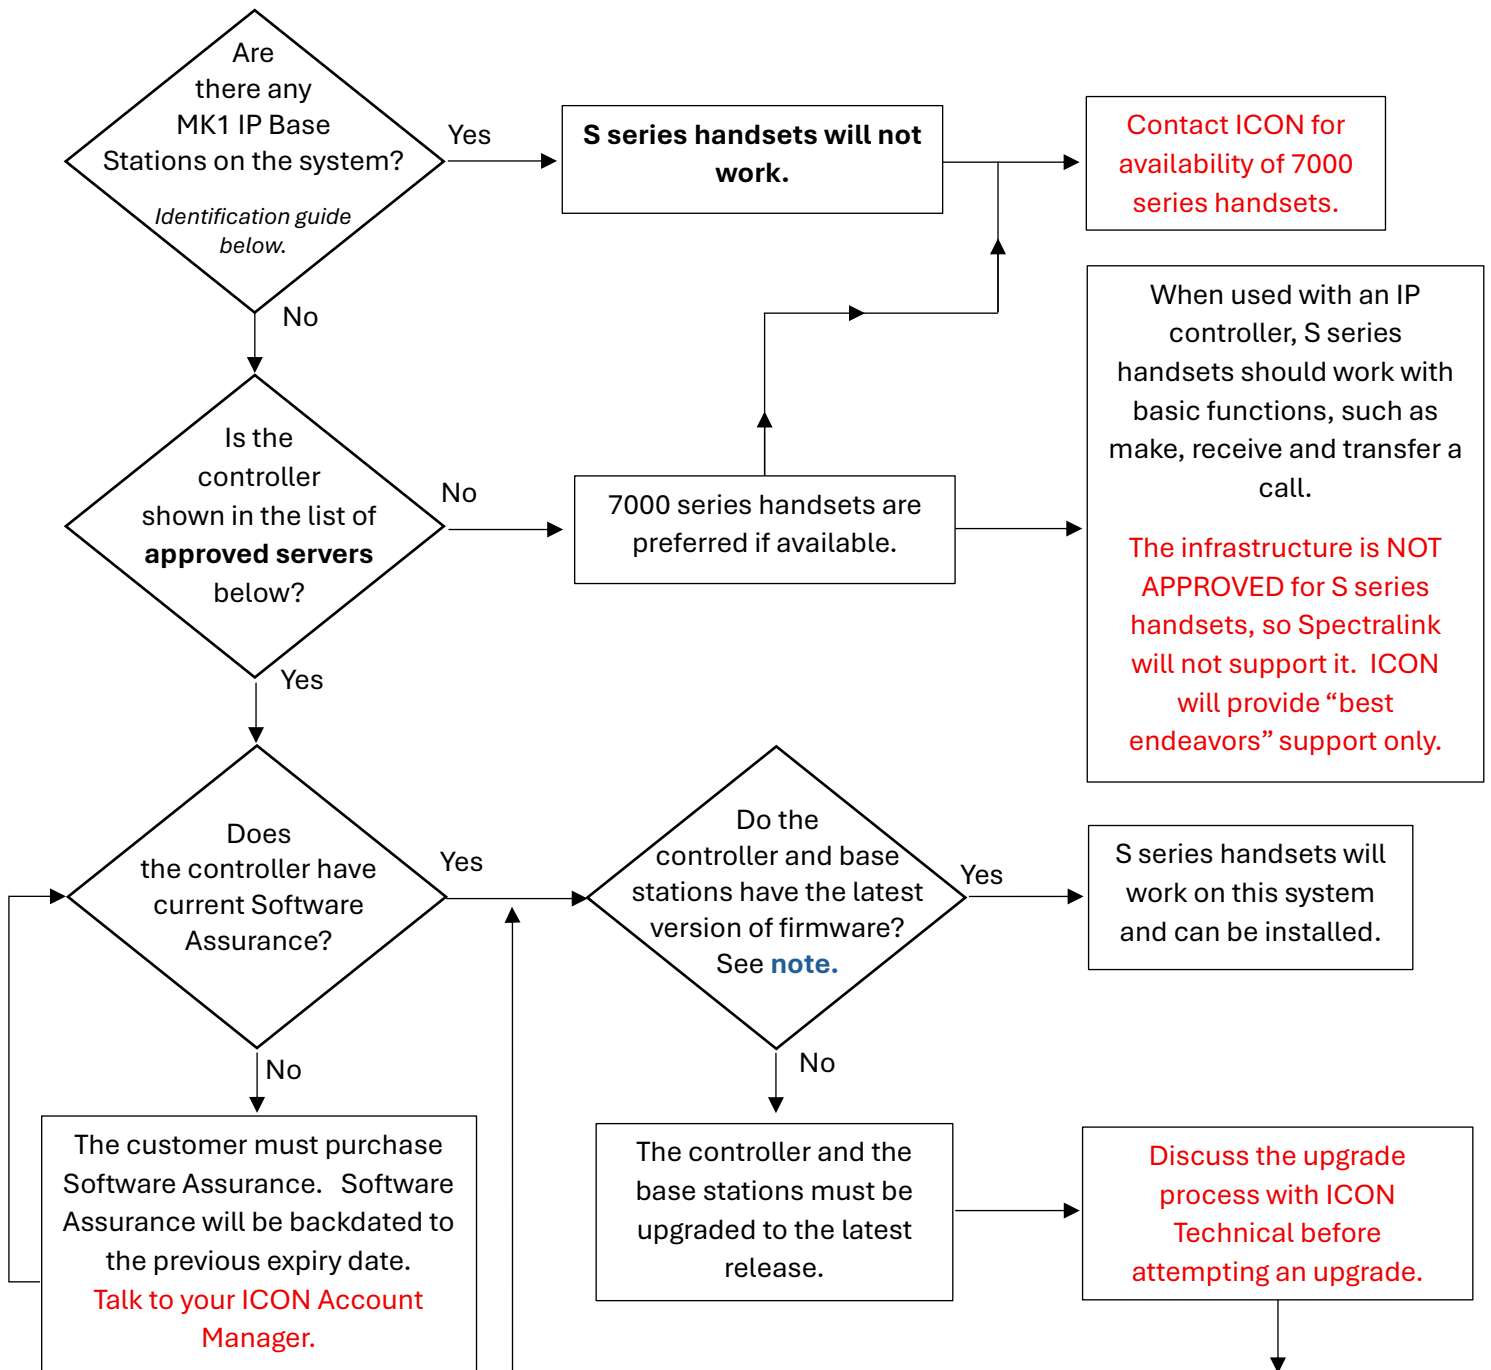 Are
there any
MK1 IP Base
Stations on the system?
Identification guide
below.
Yes
S series handsets will not
work.
Contact ICON for
availability of 7000
series handsets.
No
When used with an IP
controller, S series
handsets should work with
basic functions, such as
make, receive and transfer a
call.
The infrastructure is NOT
APPROVED for S series
handsets, so Spectralink
will not support it.  ICON
will provide “best
endeavors” support only.
Is the
controller
shown in the list of
approved servers
below?
No
7000 series handsets are
preferred if available.
Yes
Does
the controller have
current Software
Assurance?
Yes
Do the
controller and base
stations have the latest
version of firmware?
See note.
Yes
S series handsets will
work on this system
and can be installed.
No
The customer must purchase
Software Assurance.   Software
Assurance will be backdated to
the previous expiry date.
Talk to your ICON Account
Manager.
No
The controller and the
base stations must be
upgraded to the latest
release.
Discuss the upgrade
process with ICON
Technical before
attempting an upgrade.